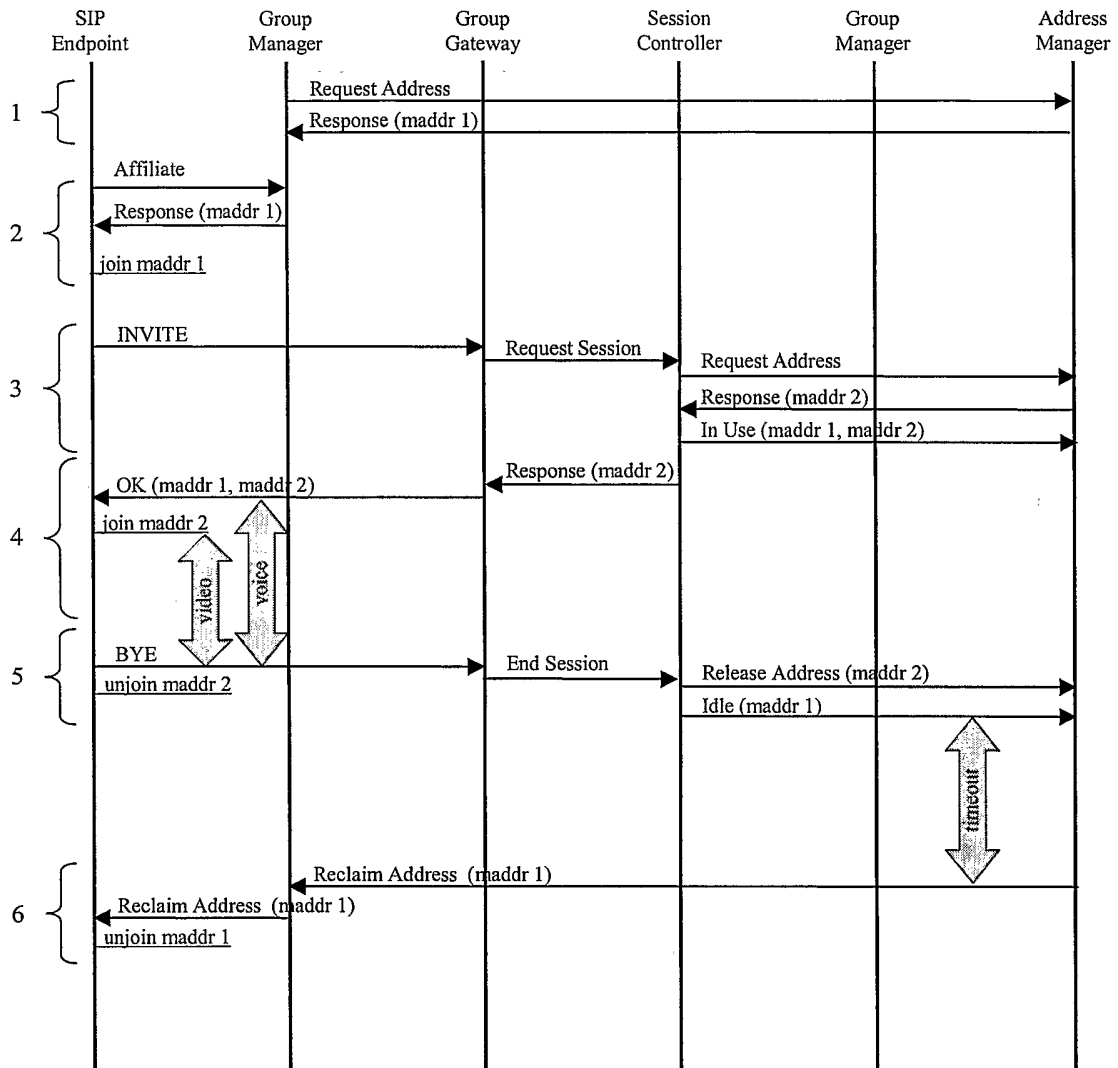 SIP
Endpoint
Group
Manager
Group
Gateway
Session
Controller
Group
Manager
Address
Manager
1
Request Address
Response (maddr 1)
2
Affiliate
Response (maddr 1)
join maddr 1
3
INVITE
Request Session
Request Address
Response (maddr 2)
In Use (maddr 1, maddr 2)
4
Response (maddr 2)
OK (maddr 1, maddr 2)
join maddr 2
video
voice
5
BYE
End Session
unjoin maddr 2
Release Address (maddr 2)
Idle (maddr 1)
timeout
6
Reclaim Address (maddr 1)
Reclaim Address (maddr 1)
unjoin maddr 1